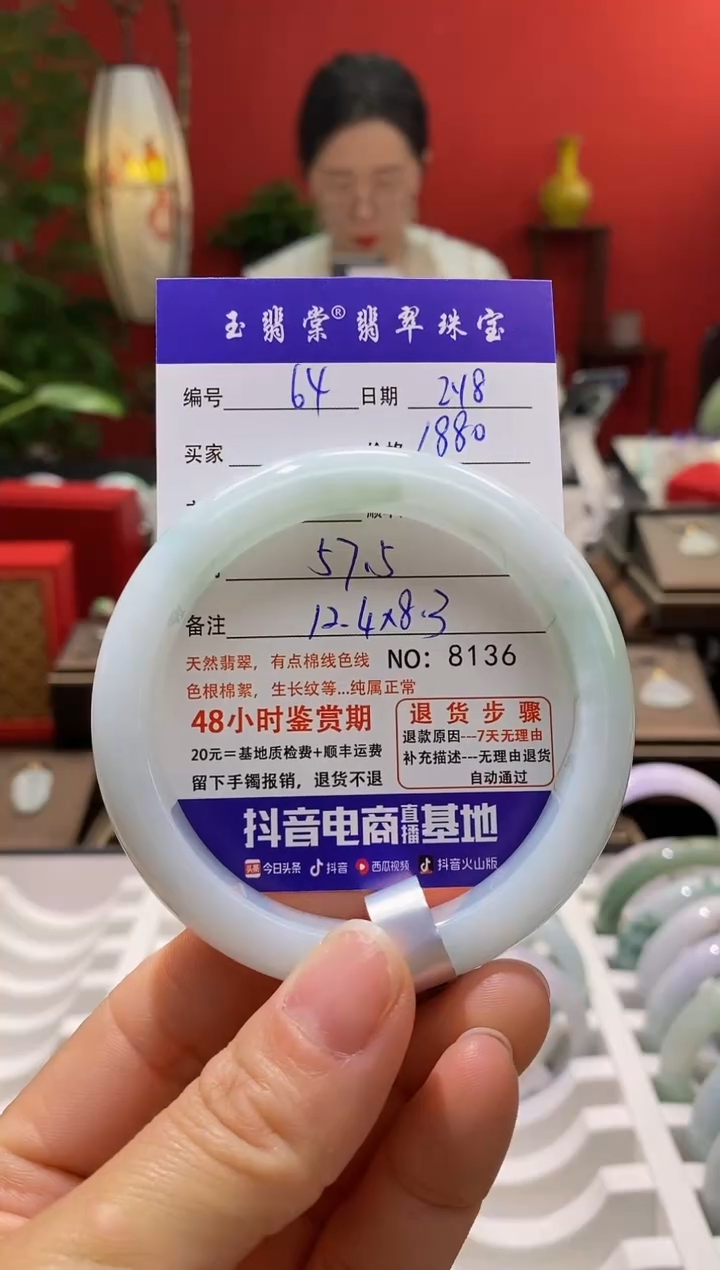 玉翡棠®翡翠珠宝
编号 64 日期 248
买家 1880
57.5
备注 12.4×8.3
天然翡翠，有点棉线色线 NO：8136
色根棉絮，生长纹等...纯属正常
48小时鉴赏期
20元＝基地质检费+顺丰运费
留下手镯报销，退货不退
退货步骤
退款原因---7天无理由
补充描述---无理由退货
自动通过
抖音电商直播基地
头条 今日头条 抖音 西瓜视频 抖音火山版